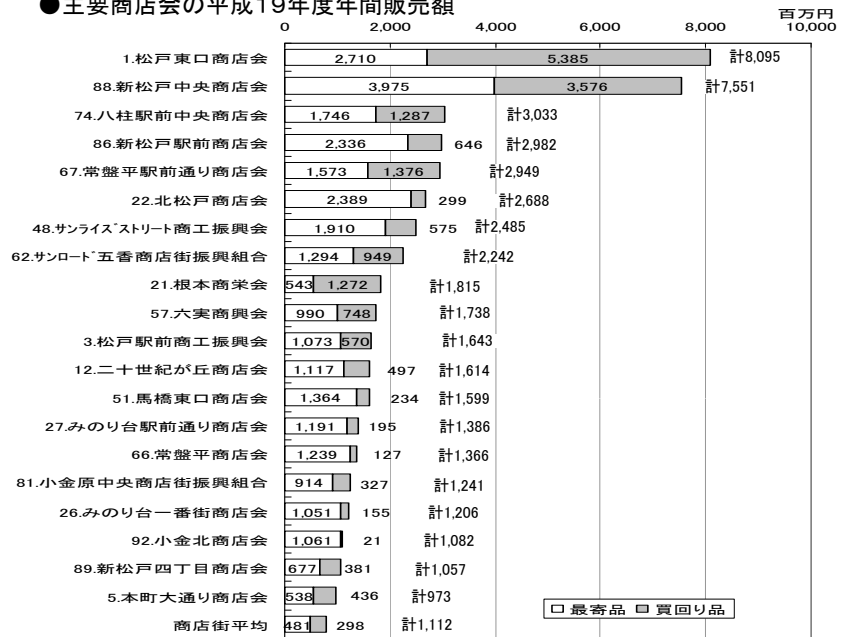 ●主要商店会の平成19年度年間販売額
百万円
0 2,000 4,000 6,000 8,000 10,000
1.松戸東口商店会 2,710 5,385 計8,095
88.新松戸中央商店会 3,975 3,576 計7,551
74.八柱駅前中央商店会 1,746 1,287 計3,033
86.新松戸駅前商店会 2,336 646 計2,982
67.常盤平駅前通り商店会 1,573 1,376 計2,949
22.北松戸商店会 2,389 299 計2,688
48.サンライズストリート商工振興会 1,910 575 計2,485
62.サンロード五香商店街振興組合 1,294 949 計2,242
21.根本商栄会 543 1,272 計1,815
57.六実商興会 990 748 計1,738
3.松戸駅前商工振興会 1,073 570 計1,643
12.二十世紀が丘商店会 1,117 497 計1,614
51.馬橋東口商店会 1,364 234 計1,599
27.みのり台駅前通り商店会 1,191 195 計1,386
66.常盤平商店会 1,239 127 計1,366
81.小金原中央商店街振興組合 914 327 計1,241
26.みのり台一番街商店会 1,051 155 計1,206
92.小金北商店会 1,061 21 計1,082
89.新松戸四丁目商店会 677 381 計1,057
5.本町大通り商店会 538 436 計973
商店街平均 481 298 計1,112
□最寄品 ■買回り品